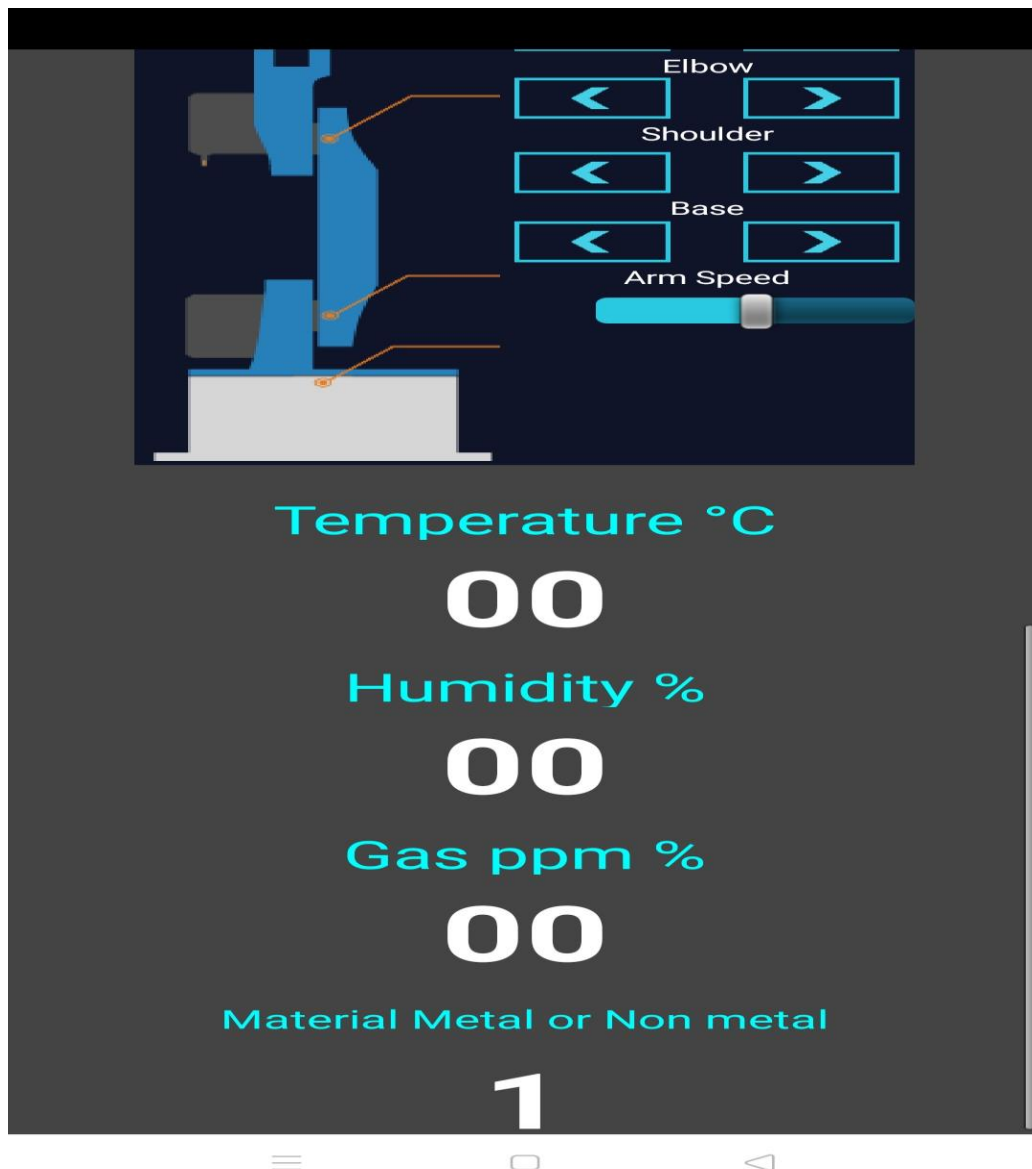 Elbow
Shoulder
Base
Arm Speed
Temperature °C
00
Humidity %
00
Gas ppm %
00
Material Metal or Non metal
1